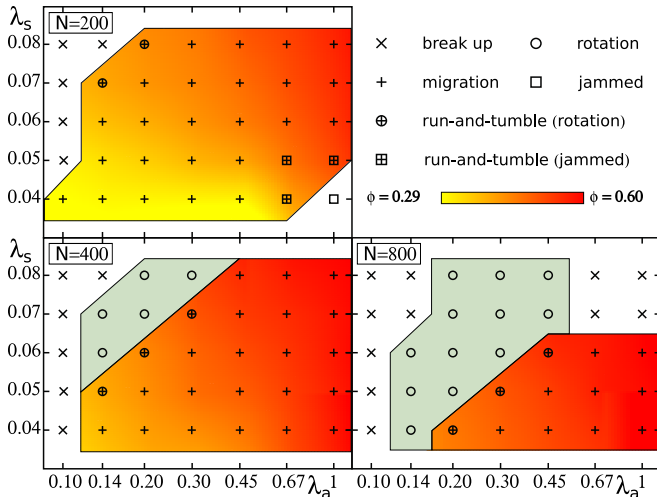 λs
N=200
0.08
0.07
0.06
0.05
0.04
break up
rotation
migration
jammed
run-and-tumble (rotation)
run-and-tumble (jammed)
ϕ = 0.29
ϕ = 0.60
λs
N=400
N=800
0.08
0.07
0.06
0.05
0.04
0.10 0.14 0.20 0.30 0.45 0.67 λa 1
0.10 0.14 0.20 0.30 0.45 0.67 λa 1